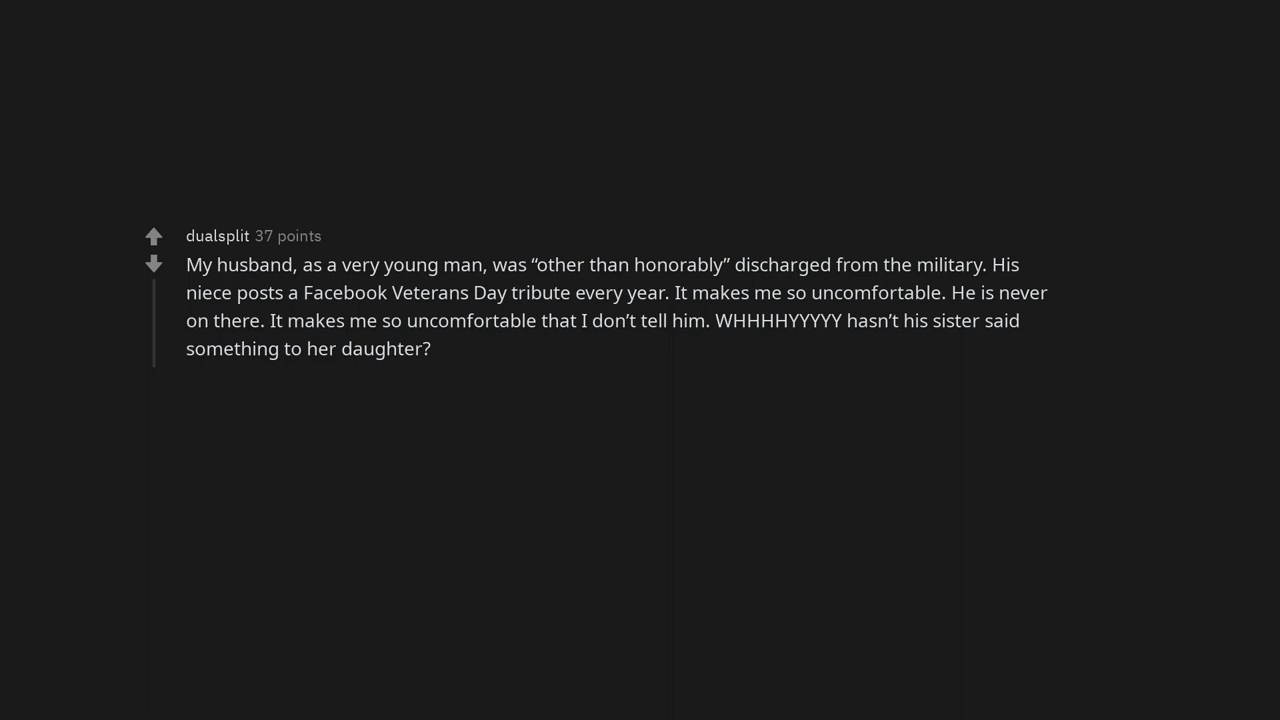 dualsplit 37 points
My husband, as a very young man, was “other than honorably” discharged from the military. His
niece posts a Facebook Veterans Day tribute every year. It makes me so uncomfortable. He is never
on there. It makes me so uncomfortable that I don’t tell him. WHHHHYYYYY hasn’t his sister said
something to her daughter?